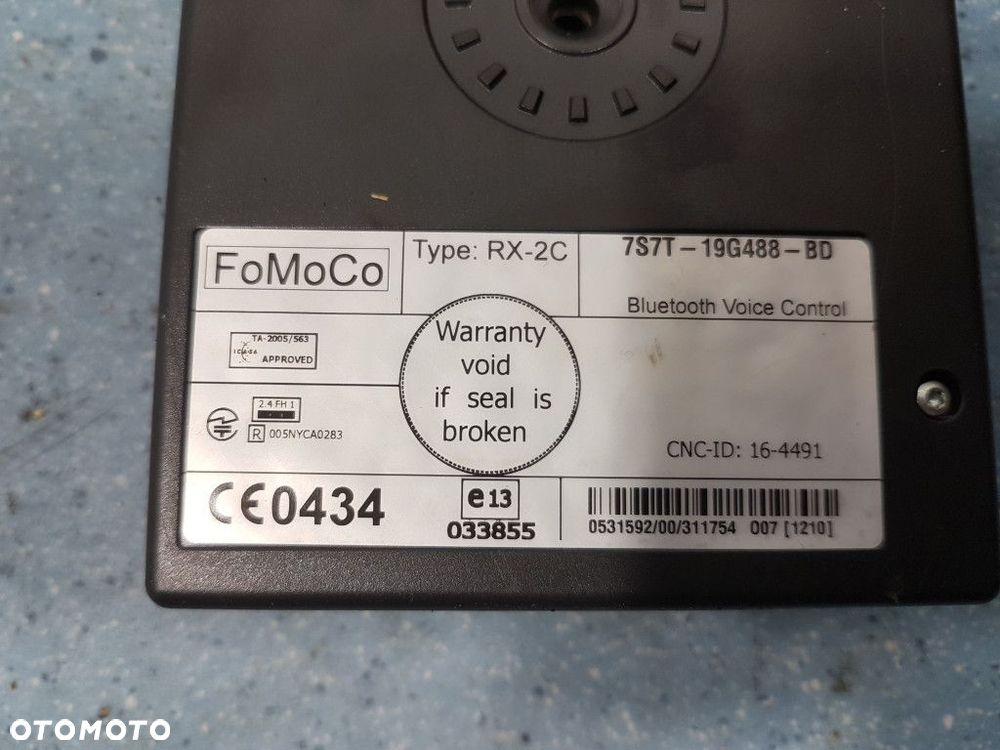 FoMoCo
Type: RX-2C
7S7T-19G488-BD
Bluetooth Voice Control
TA-2005/563
ICASA
APPROVED
Warranty
void
if seal is
broken
2.4 FH 1
R 005NYCA0283
CNC-ID: 16-4491
CE0434
e13
033855
0531592/00/311754 007 [1210]
OTOMOTO